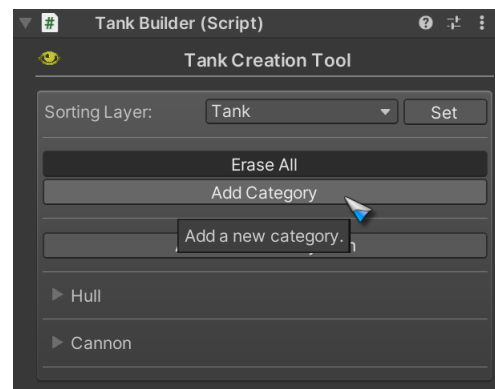 # Tank Builder (Script)
Tank Creation Tool
Sorting Layer: Tank Set
Erase All
Add Category
Add a new category.
Hull
Cannon